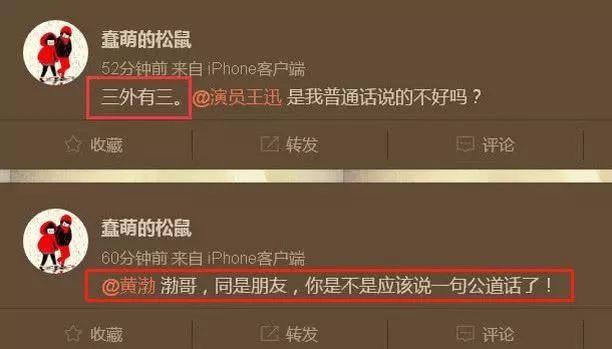 蠢萌的松鼠
52分钟前 来自 iPhone客户端
三外有三。@演员王迅 是我普通话说的不好吗？
收藏 转发 评论
蠢萌的松鼠
60分钟前 来自 iPhone客户端
@黄渤 渤哥，同是朋友，你是不是应该说一句公道话了！
收藏 转发 评论